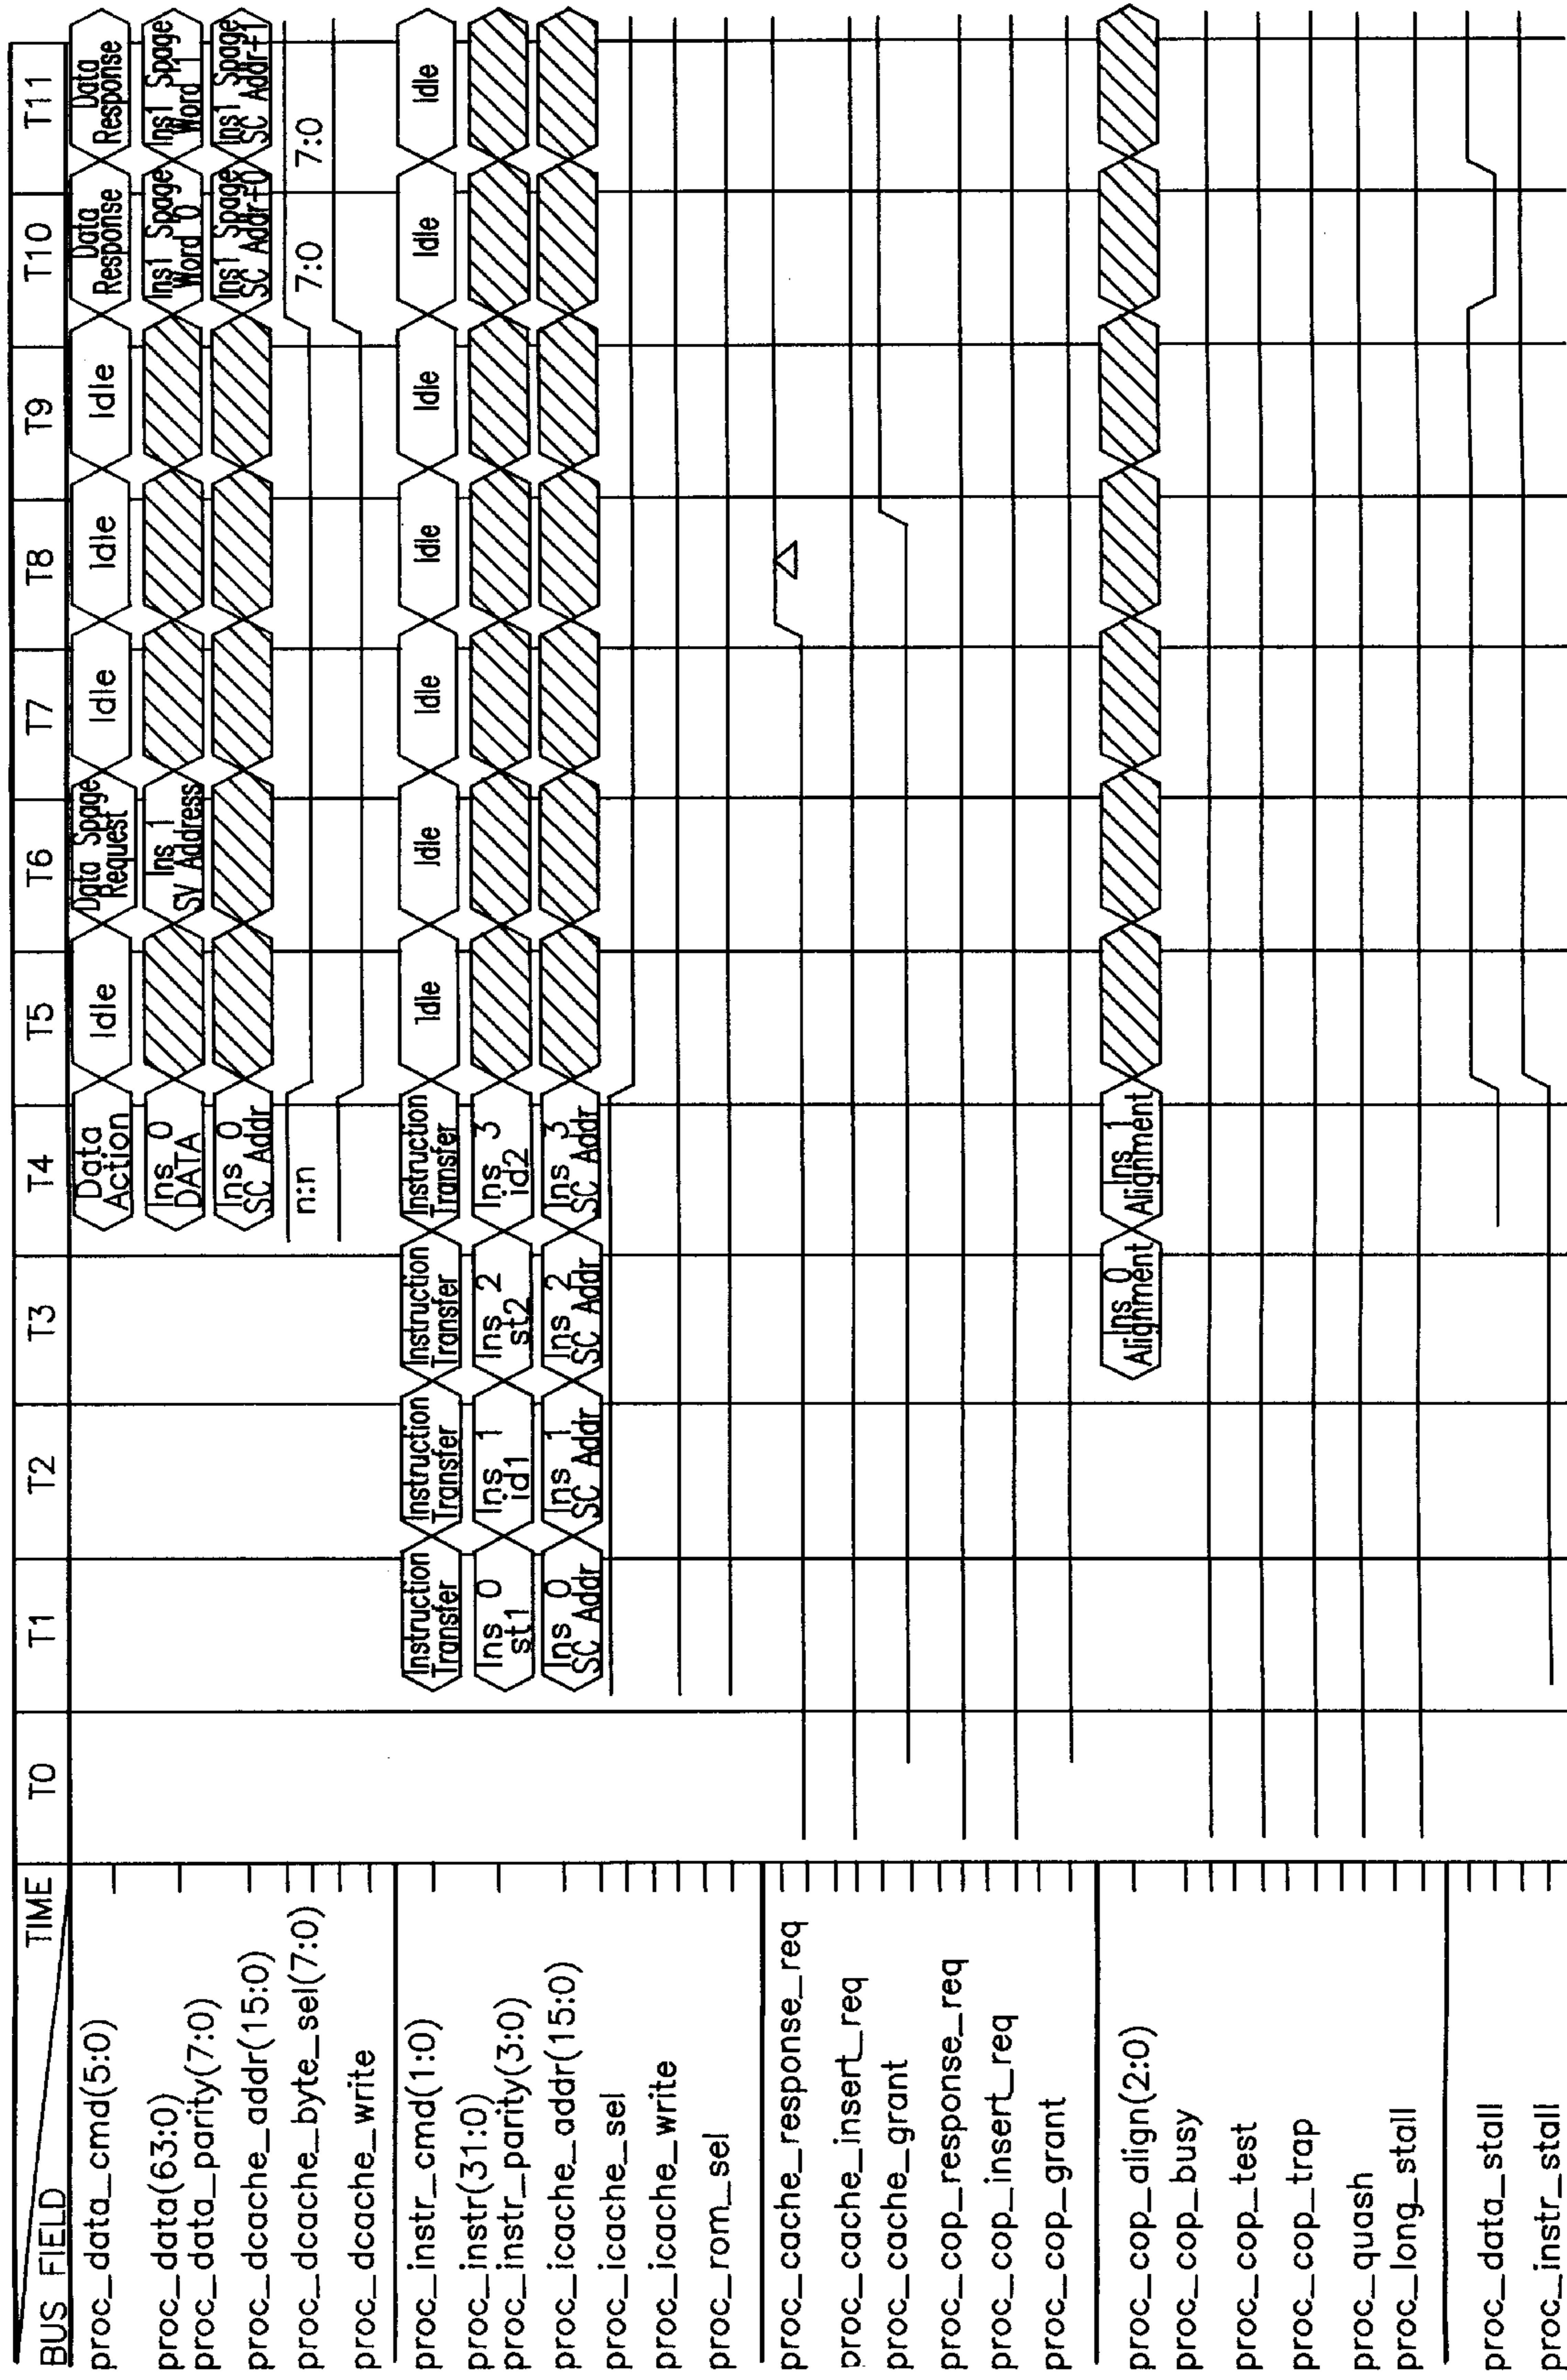 BUS FIELD TIME T0 T1 T2 T3 T4 T5 T6 T7 T8 T9 T10 T11
proc_data_cmd(5:0) Data Action Idle Data Spage Request Idle Idle Idle Data Response Data Response
proc_data(63:0)
proc_data_parity(7:0) Ins 0 DATA Ins 1 SV Address Ins1 Spage Word 0 Ins1 Spage Word 1
proc_dcache_addr(15:0) Ins 0 SC Addr Ins1 Spage SC Addr+0 Ins1 Spage SC Addr+1
proc_dcache_byte_sel(7:0) n:n 7:0 7:0
proc_dcache_write
proc_instr_cmd(1:0) Instruction Transfer Instruction Transfer Instruction Transfer Instruction Transfer Idle Idle Idle Idle Idle Idle Idle
proc_instr(31:0)
proc_instr_parity(3:0) Ins 0 st1 Ins 1 id1 Ins 2 st2 Ins 3 id2
proc_icache_addr(15:0) Ins 0 SC Addr Ins 1 SC Addr Ins 2 SC Addr Ins 3 SC Addr
proc_icache_sel
proc_icache_write
proc_rom_sel
proc_cache_response_req
proc_cache_insert_req
proc_cache_grant
proc_cop_response_req
proc_cop_insert_req
proc_cop_grant
proc_cop_align(2:0) Ins 0 Alignment Ins 1 Alignment
proc_cop_busy
proc_cop_test
proc_cop_trap
proc_quash
proc_long_stall
proc_data_stall
proc_instr_stall